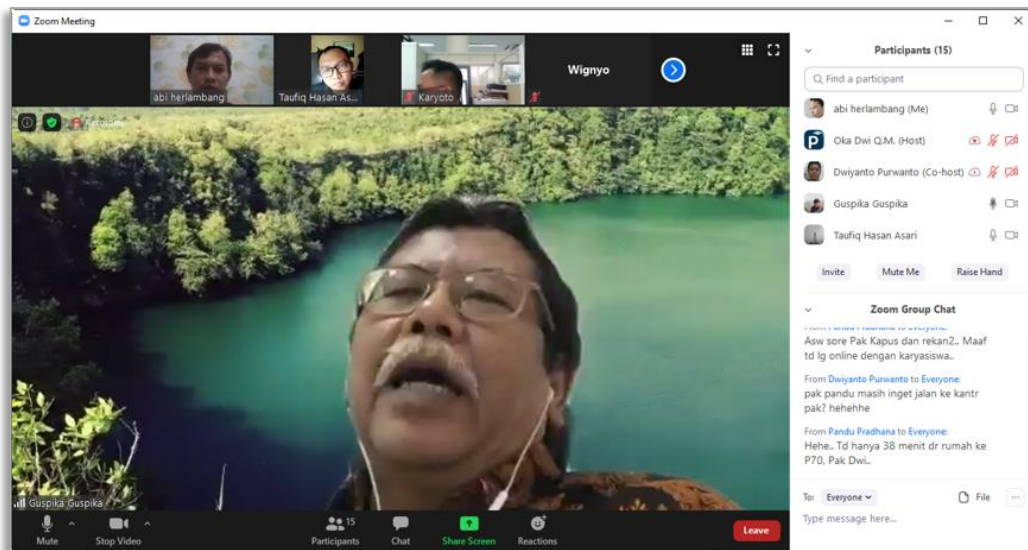 Zoom Meeting
abi herlambang
Taufiq Hasan As...
Karyoto
Wignyo
Guspika Guspika
Mute
Stop Video
15
Participants
Chat
Share Screen
Reactions
Leave
Participants (15)
Find a participant
abi herlambang (Me)
Oka Dwi Q.M. (Host)
Dwiyanto Purwanto (Co-host)
Guspika Guspika
Taufiq Hasan Asari
Invite
Mute Me
Raise Hand
Zoom Group Chat
From Pandu Pradhana to Everyone:
Asw sore Pak Kapus dan rekan2.. Maaf
td lg online dengan karyasiswa..
From Dwiyanto Purwanto to Everyone:
pak pandu masih inget jalan ke kantr
pak? hehehhe
From Pandu Pradhana to Everyone:
Hehe.. Td hanya 38 menit dr rumah ke
P70, Pak Dwi..
To: Everyone
File
Type message here...